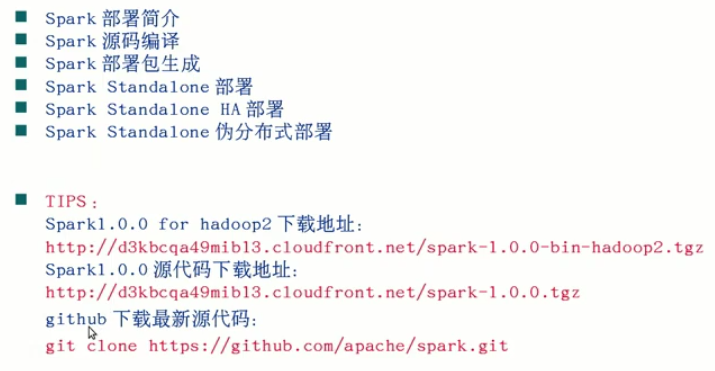 Spark 部署简介
Spark 源码编译
Spark 部署包生成
Spark Standalone 部署
Spark Standalone HA 部署
Spark Standalone 伪分布式部署
TIPS：
Spark1.0.0 for hadoop2 下载地址：
http://d3kbcqa49mib13.cloudfront.net/spark-1.0.0-bin-hadoop2.tgz
Spark1.0.0 源代码下载地址：
http://d3kbcqa49mib13.cloudfront.net/spark-1.0.0.tgz
github 下载最新源代码：
git clone https://github.com/apache/spark.git